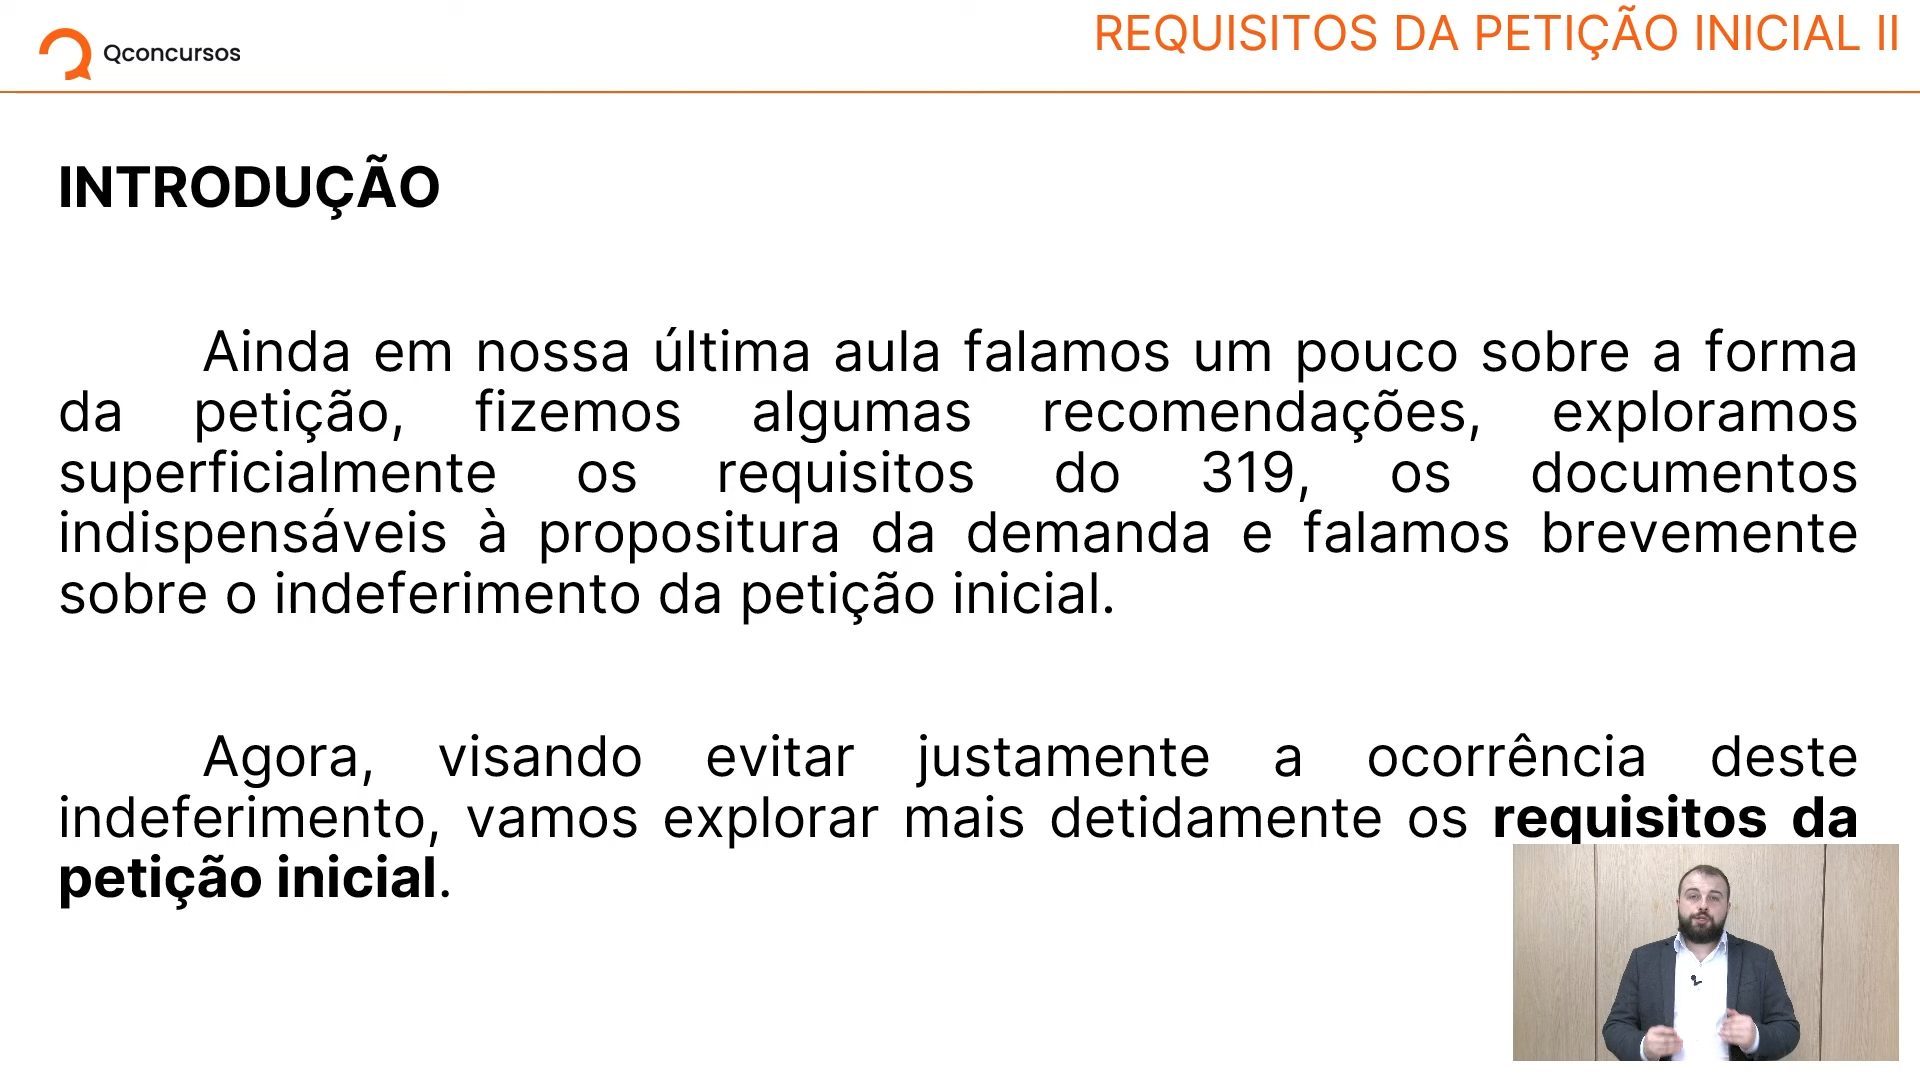 Qconcursos
REQUISITOS DA PETIÇÃO INICIAL II
INTRODUÇÃO
Ainda em nossa última aula falamos um pouco sobre a forma
da petição, fizemos algumas recomendações, exploramos
superficialmente os requisitos do 319, os documentos
indispensáveis à propositura da demanda e falamos brevemente
sobre o indeferimento da petição inicial.
Agora, visando evitar justamente a ocorrência deste
indeferimento, vamos explorar mais detidamente os requisitos da
petição inicial.